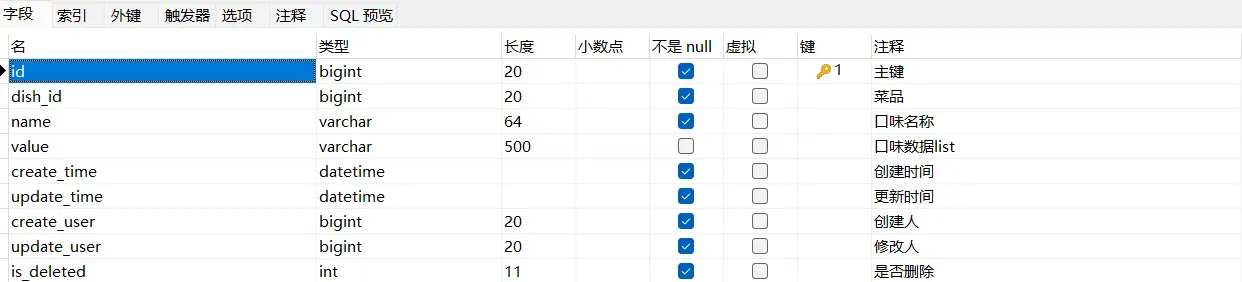 字段 索引 外键 触发器 选项 注释 SQL 预览
名 类型 长度 小数点 不是 null 虚拟 键 注释
id bigint 20 1 主键
dish_id bigint 20 菜品
name varchar 64 口味名称
value varchar 500 口味数据list
create_time datetime 创建时间
update_time datetime 更新时间
create_user bigint 20 创建人
update_user bigint 20 修改人
is_deleted int 11 是否删除